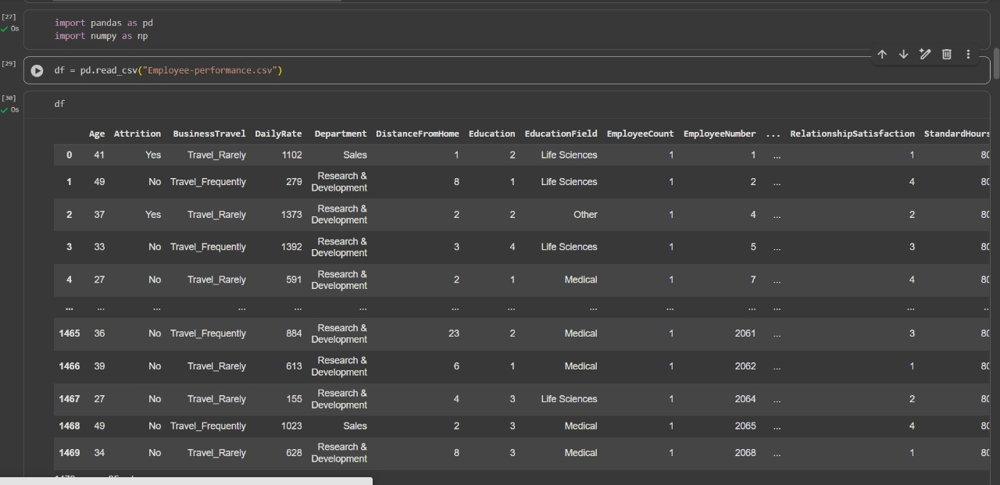 [27]
0s
import pandas as pd
import numpy as np
[29]
df = pd.read_csv("Employee-performance.csv")
[30]
0s
df
Age Attrition BusinessTravel DailyRate Department DistanceFromHome Education EducationField EmployeeCount EmployeeNumber ... RelationshipSatisfaction StandardHours
0 41 Yes Travel_Rarely 1102 Sales 1 2 Life Sciences 1 1 ... 1 80
1 49 No Travel_Frequently 279 Research & Development 8 1 Life Sciences 1 2 ... 4 80
2 37 Yes Travel_Rarely 1373 Research & Development 2 2 Other 1 4 ... 2 80
3 33 No Travel_Frequently 1392 Research & Development 3 4 Life Sciences 1 5 ... 3 80
4 27 No Travel_Rarely 591 Research & Development 2 1 Medical 1 7 ... 4 80
... ... ... ... ... ... ... ... ... ... ... ... ... ..
1465 36 No Travel_Frequently 884 Research & Development 23 2 Medical 1 2061 ... 3 80
1466 39 No Travel_Rarely 613 Research & Development 6 1 Medical 1 2062 ... 1 80
1467 27 No Travel_Rarely 155 Research & Development 4 3 Life Sciences 1 2064 ... 2 80
1468 49 No Travel_Frequently 1023 Sales 2 3 Medical 1 2065 ... 4 80
1469 34 No Travel_Rarely 628 Research & Development 8 3 Medical 1 2068 ... 1 80